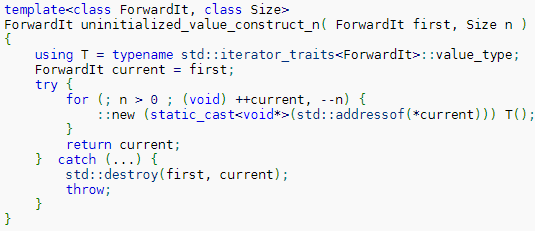 template<class ForwardIt, class Size>
ForwardIt uninitialized_value_construct_n( ForwardIt first, Size n )
{
    using T = typename std::iterator_traits<ForwardIt>::value_type;
    ForwardIt current = first;
    try {
        for (; n > 0 ; (void) ++current, --n) {
            ::new (static_cast<void*>(std::addressof(*current))) T();
        }
        return current;
    }  catch (...) {
        std::destroy(first, current);
        throw;
    }
}